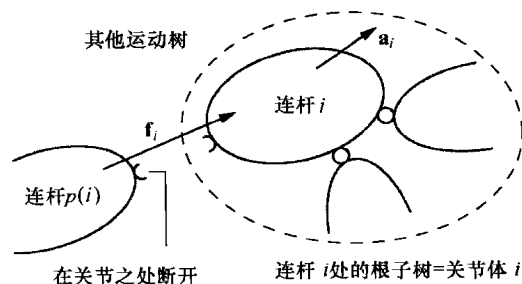 其他运动树
a_i
连杆 i
f_i
连杆p(i)
在关节之处断开
连杆 i处的根子树=关节体 i